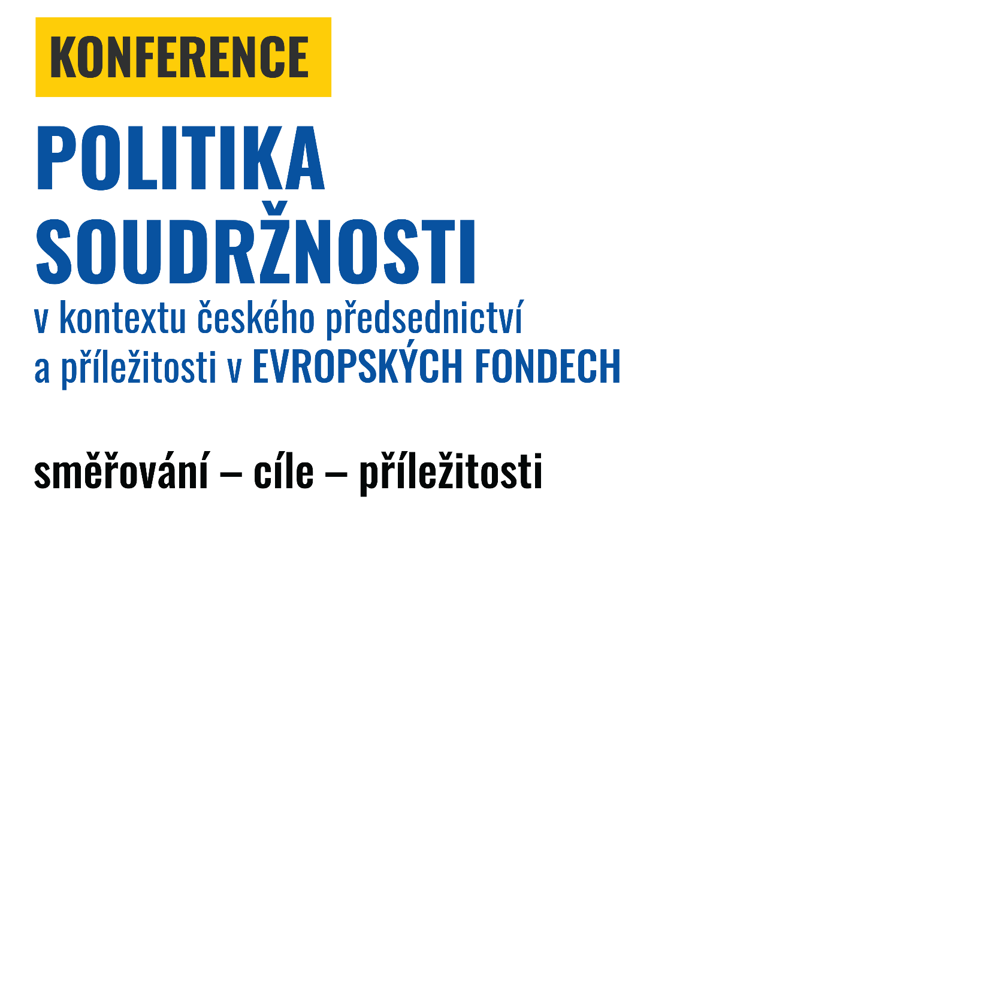 KONFERENCE
POLITIKA
SOUDRŽNOSTI
v kontextu českého předsednictví
a příležitosti v EVROPSKÝCH FONDECH
směřování – cíle – příležitosti